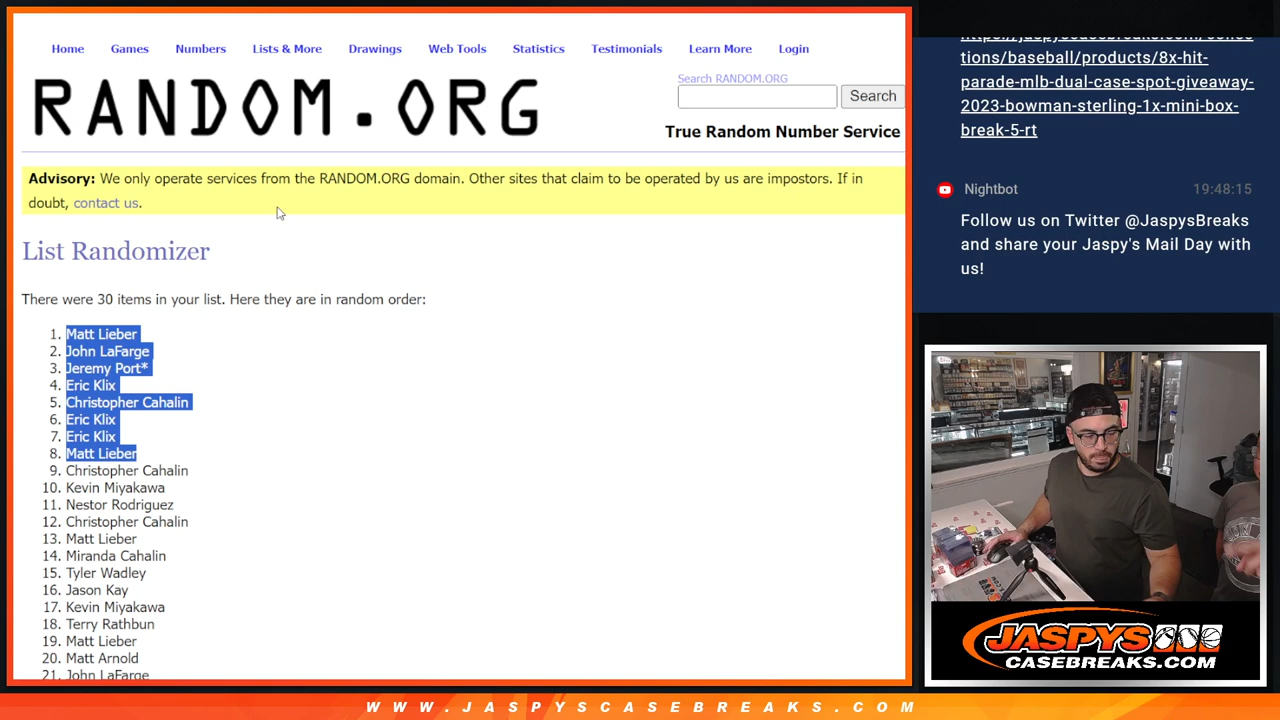 Home Games Numbers Lists & More Drawings Web Tools Statistics Testimonials Learn More Login
RANDOM.ORG
Search RANDOM.ORG
Search
True Random Number Service
Advisory: We only operate services from the RANDOM.ORG domain. Other sites that claim to be operated by us are impostors. If in
doubt, contact us.
List Randomizer
There were 30 items in your list. Here they are in random order:
1. Matt Lieber
2. John LaFarge
3. Jeremy Port*
4. Eric Klix
5. Christopher Cahalin
6. Eric Klix
7. Eric Klix
8. Matt Lieber
9. Christopher Cahalin
10. Kevin Miyakawa
11. Nestor Rodriguez
12. Christopher Cahalin
13. Matt Lieber
14. Miranda Cahalin
15. Tyler Wadley
16. Jason Kay
17. Kevin Miyakawa
18. Terry Rathbun
19. Matt Lieber
20. Matt Arnold
21. John LaFarge
https://jaspyscasebreaks.com/collec
tions/baseball/products/8x-hit-
parade-mlb-dual-case-spot-giveaway-
2023-bowman-sterling-1x-mini-box-
break-5-rt
Nightbot 19:48:15
Follow us on Twitter @JaspysBreaks
and share your Jaspy's Mail Day with
us!
JASPYS
CASEBREAKS.COM
WWW.JASPYSCASEBREAKS.COM